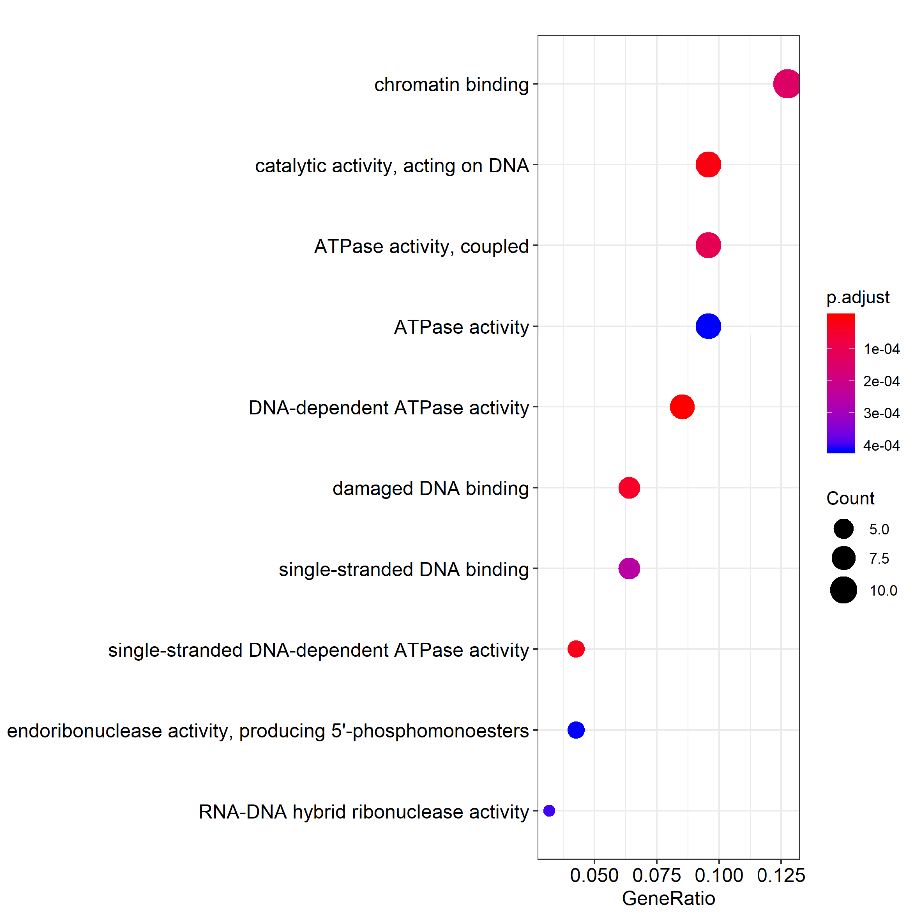 chromatin binding
catalytic activity, acting on DNA
ATPase activity, coupled
ATPase activity
DNA-dependent ATPase activity
damaged DNA binding
single-stranded DNA binding
single-stranded DNA-dependent ATPase activity
endoribonuclease activity, producing 5'-phosphomonoesters
RNA-DNA hybrid ribonuclease activity
0.050 0.075 0.100 0.125
GeneRatio
p.adjust
1e-04
2e-04
3e-04
4e-04
Count
5.0
7.5
10.0